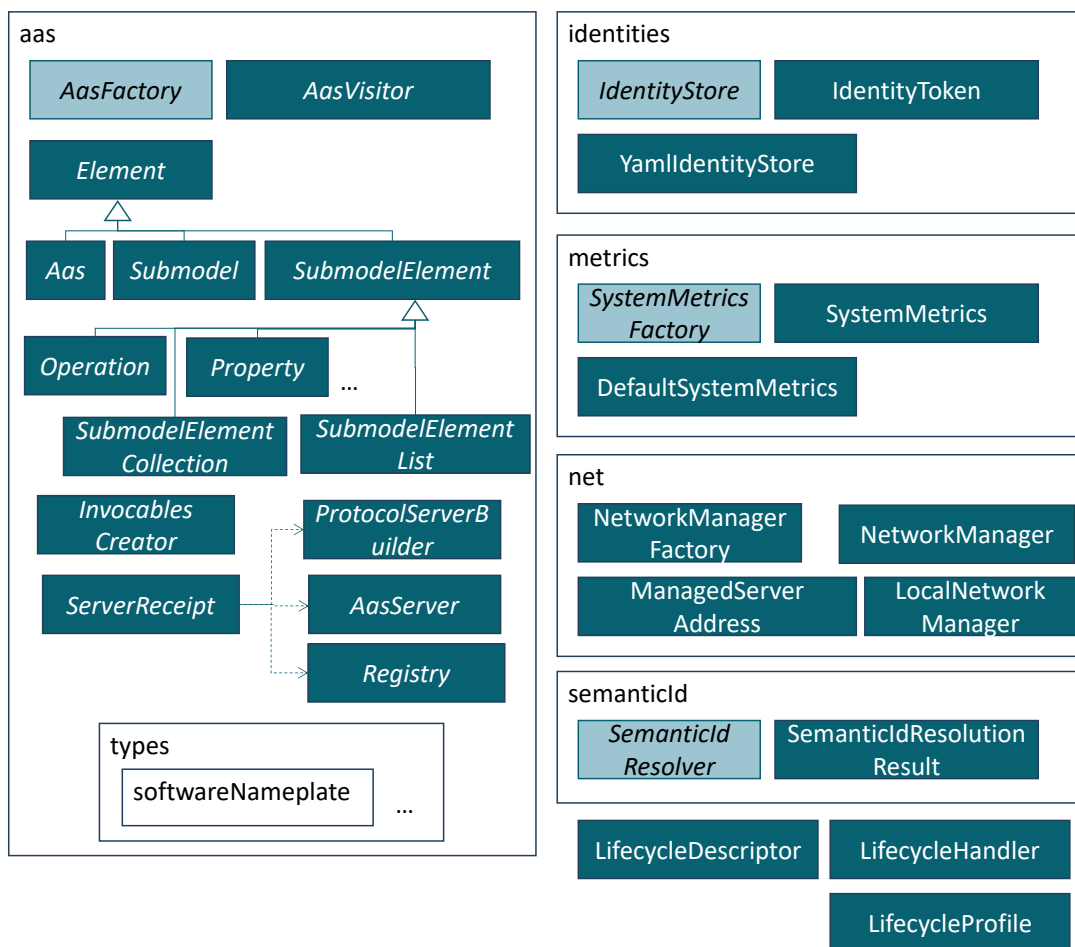 aas
AasFactory
AasVisitor
Element
Aas
Submodel
SubmodelElement
Operation
Property
...
SubmodelElement
Collection
SubmodelElement
List
Invocables
Creator
ProtocolServerB
uilder
ServerReceipt
AasServer
Registry
types
softwareNameplate
...
identities
IdentityStore
IdentityToken
YamlIdentityStore
metrics
SystemMetrics
Factory
SystemMetrics
DefaultSystemMetrics
net
NetworkManager
Factory
NetworkManager
ManagedServer
Address
LocalNetwork
Manager
semanticId
SemanticId
Resolver
SemanticIdResolution
Result
LifecycleDescriptor
LifecycleHandler
LifecycleProfile